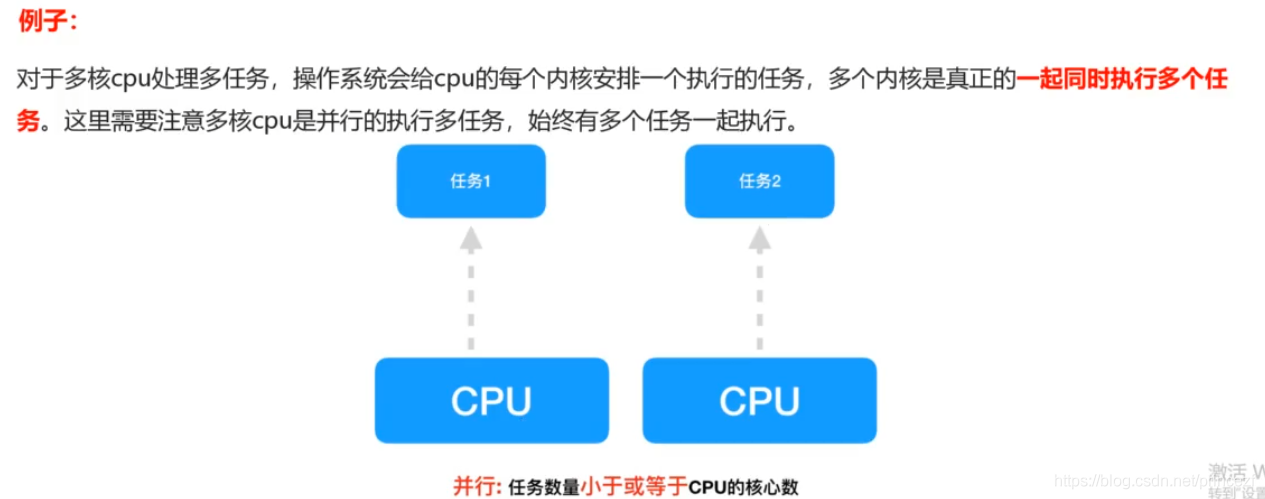 例子：
对于多核cpu处理多任务，操作系统会给cpu的每个内核安排一个执行的任务，多个内核是真正的一起同时执行多个任
务。这里需要注意多核cpu是并行的执行多任务，始终有多个任务一起执行。
任务1
任务2
CPU
CPU
并行: 任务数量小于或等于CPU的核心数
激活 W
https://blog.csdn.net/
转到"设置